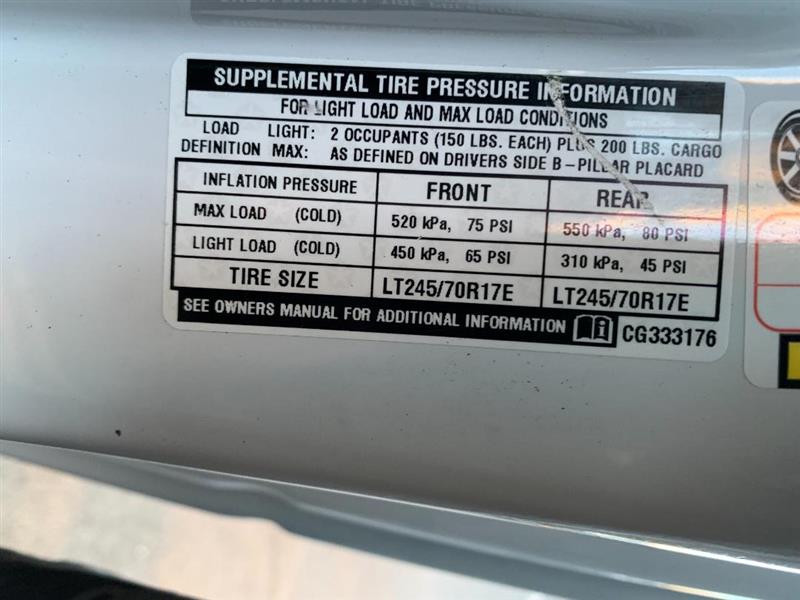 SUPPLEMENTAL TIRE PRESSURE INFORMATION
FOR LIGHT LOAD AND MAX LOAD CONDITIONS
LOAD LIGHT: 2 OCCUPANTS (150 LBS. EACH) PLUS 200 LBS. CARGO
DEFINITION MAX: AS DEFINED ON DRIVERS SIDE B-PILLAR PLACARD
INFLATION PRESSURE FRONT REAR
MAX LOAD (COLD) 520 kPa, 75 PSI 550 kPa, 80 PSI
LIGHT LOAD (COLD) 450 kPa, 65 PSI 310 kPa, 45 PSI
TIRE SIZE LT245/70R17E LT245/70R17E
SEE OWNERS MANUAL FOR ADDITIONAL INFORMATION CG333176